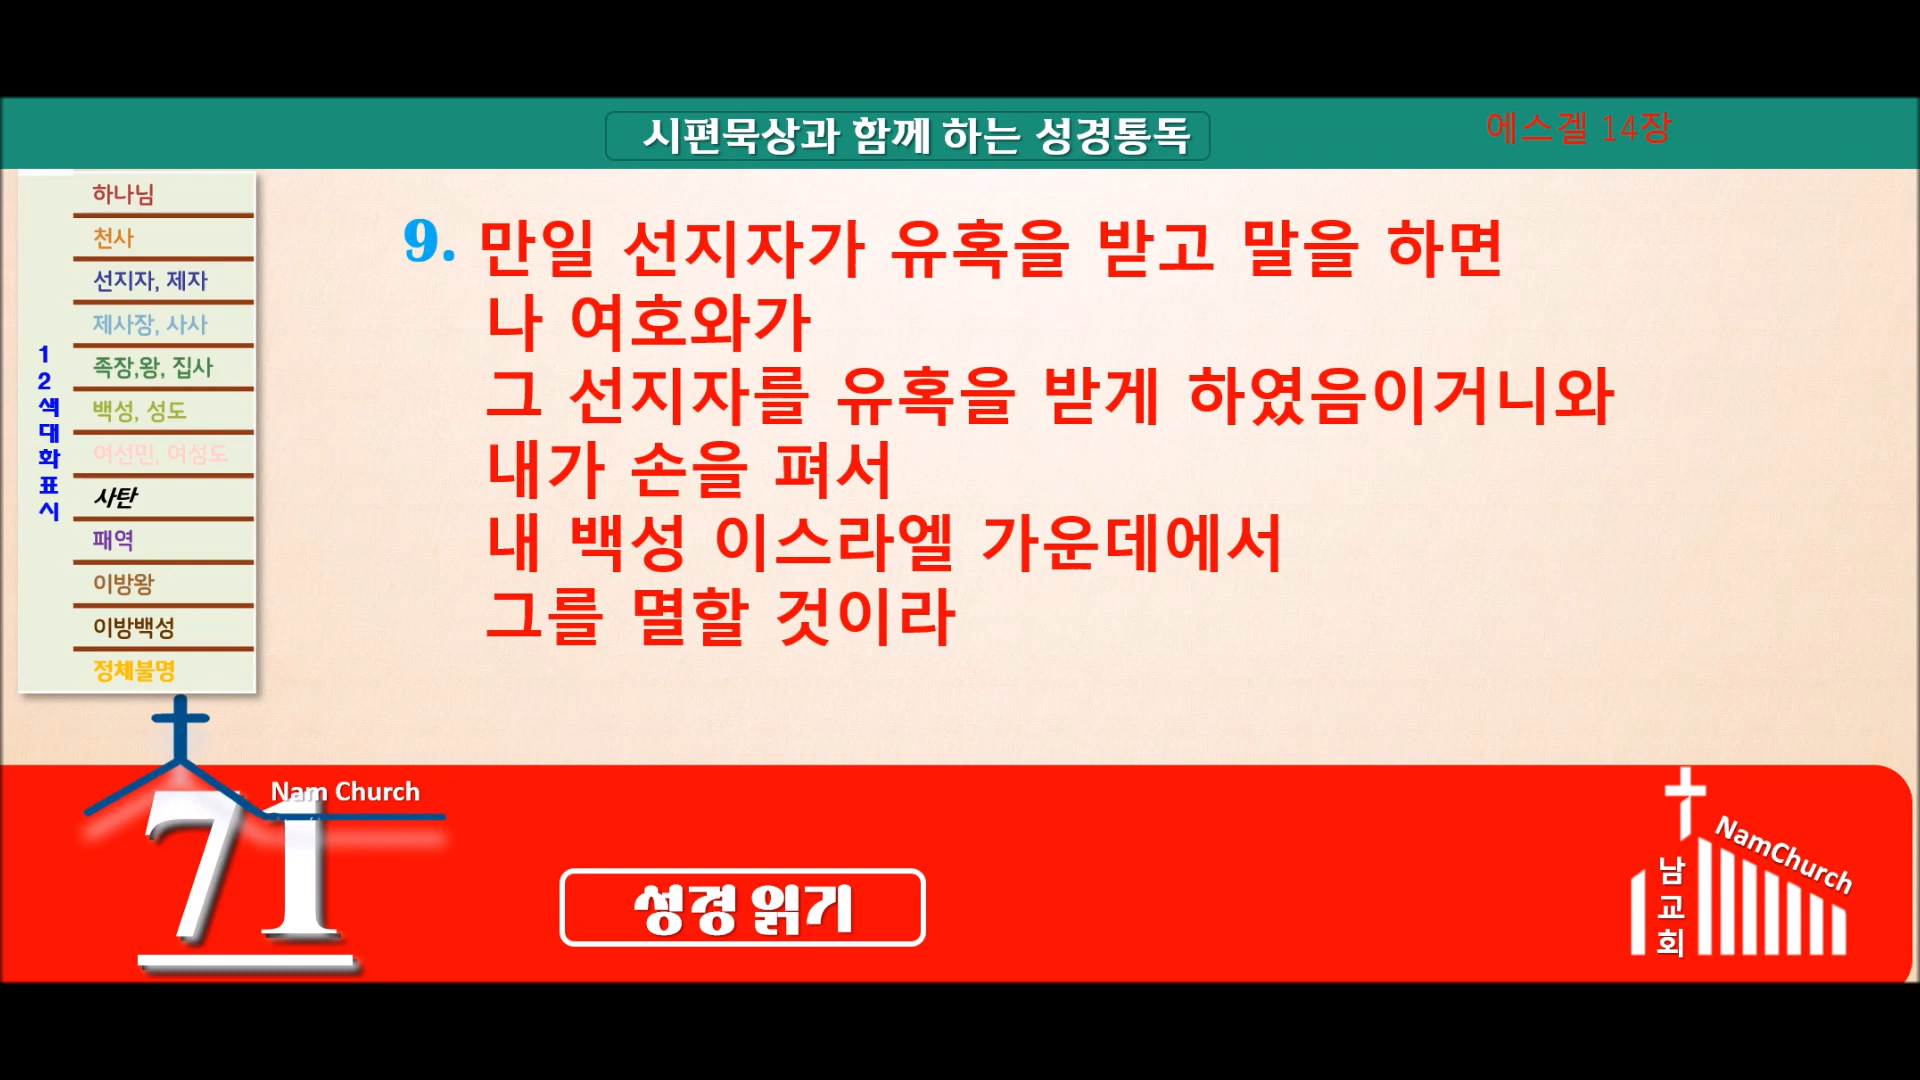 시편묵상과 함께 하는 성경통독
에스겔 14장
하나님
천사
선지자, 제자
제사장, 사사
족장,왕, 집사
백성, 성도
여선민, 여성도
사탄
패역
이방왕
이방백성
정체불명
12색대화표시
9. 만일 선지자가 유혹을 받고 말을 하면
나 여호와가
그 선지자를 유혹을 받게 하였음이거니와
내가 손을 펴서
내 백성 이스라엘 가운데에서
그를 멸할 것이라
Nam Church
71
성경 읽기
NamChurch
남교회